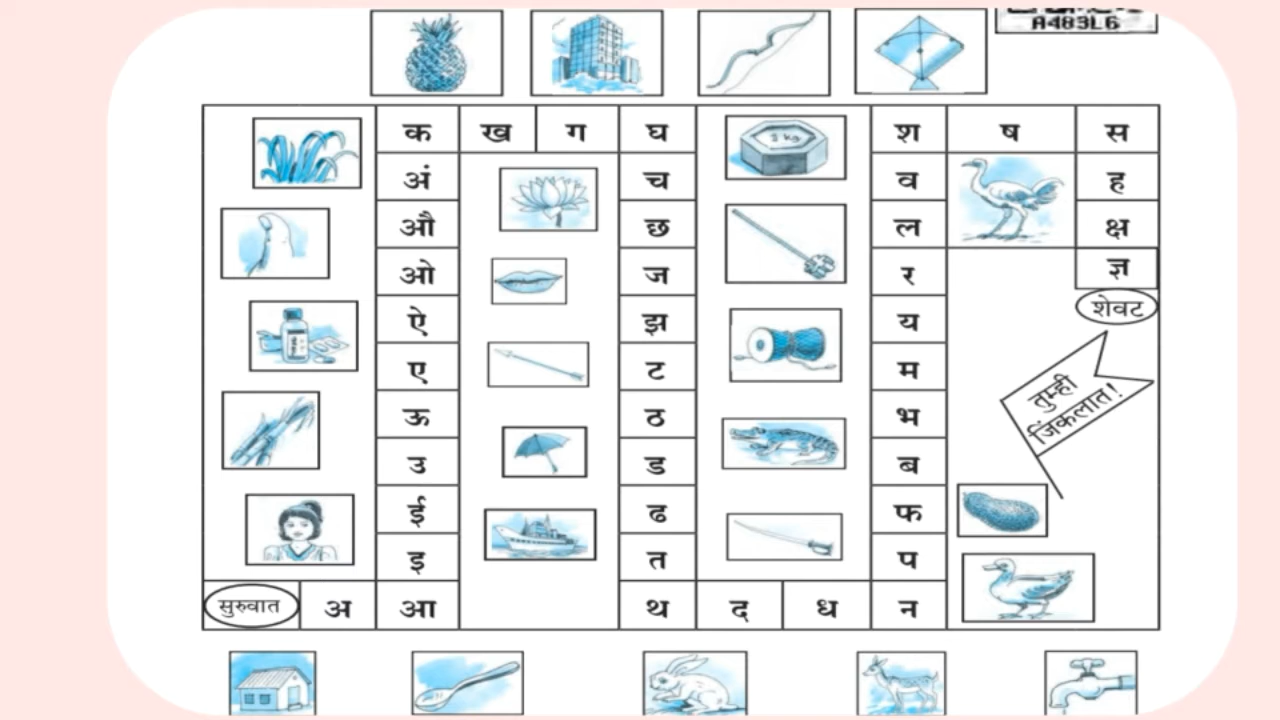 A483L6
क ख ग घ श ष स
अं च व ह
औ छ ल क्ष
ओ ज र ज्ञ
ऐ झ य शेवट
ए ट म तुम्ही
ऊ ठ भ जिंकलात!
उ ड ब
ई ढ फ
इ त प
सुरुवात अ आ थ द ध न